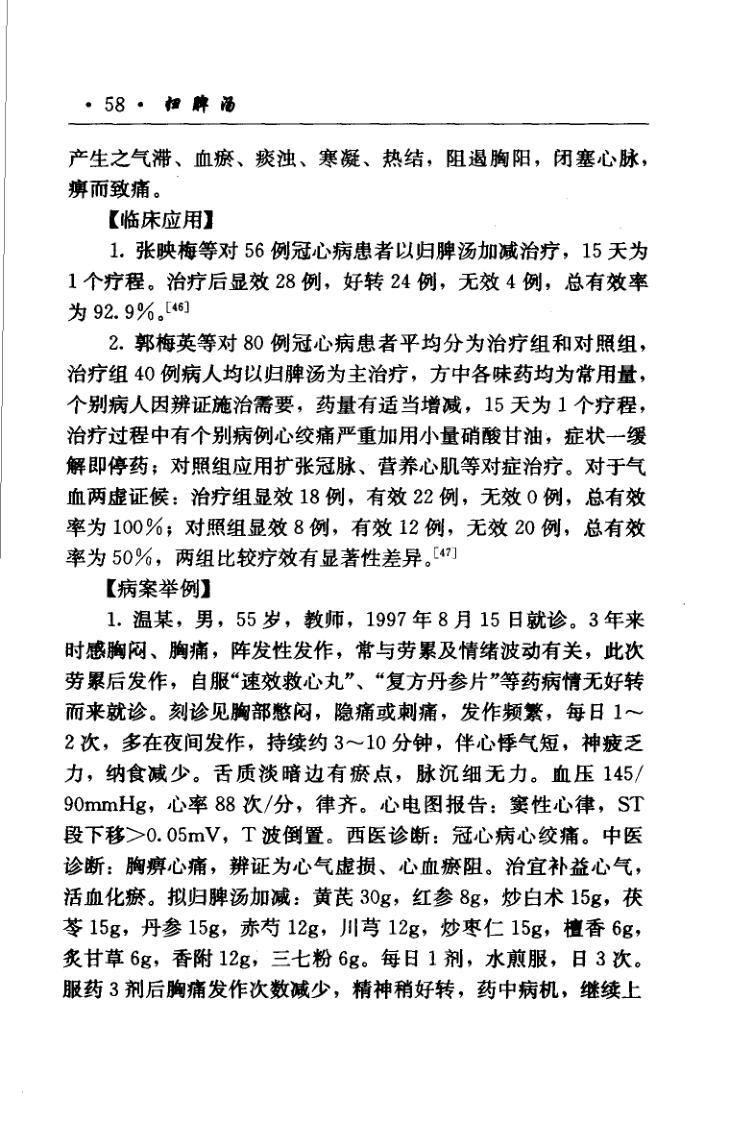 ·58· 归脾汤
产生之气滞、血瘀、痰浊、寒凝、热结，阻遏胸阳，闭塞心脉，
痹而致痛。
【临床应用】
1. 张映梅等对 56 例冠心病患者以归脾汤加减治疗，15 天为
1 个疗程。治疗后显效 28 例，好转 24 例，无效 4 例，总有效率
为 92.9%。[46]
2. 郭梅英等对 80 例冠心病患者平均分为治疗组和对照组，
治疗组 40 例病人均以归脾汤为主治疗，方中各味药均为常用量，
个别病人因辨证施治需要，药量有适当增减，15 天为 1 个疗程，
治疗过程中有个别病例心绞痛严重加用小量硝酸甘油，症状一缓
解即停药；对照组应用扩张冠脉、营养心肌等对症治疗。对于气
血两虚证候：治疗组显效 18 例，有效 22 例，无效 0 例，总有效
率为 100%；对照组显效 8 例，有效 12 例，无效 20 例，总有效
率为 50%，两组比较疗效有显著性差异。[47]
【病案举例】
1. 温某，男，55 岁，教师，1997 年 8 月 15 日就诊。3 年来
时感胸闷、胸痛，阵发性发作，常与劳累及情绪波动有关，此次
劳累后发作，自服“速效救心丸”、“复方丹参片”等药病情无好转
而来就诊。刻诊见胸部憋闷，隐痛或刺痛，发作频繁，每日 1～
2 次，多在夜间发作，持续约 3～10 分钟，伴心悸气短，神疲乏
力，纳食减少。舌质淡暗边有瘀点，脉沉细无力。血压 145/
90mmHg，心率 88 次/分，律齐。心电图报告：窦性心律，ST
段下移＞0.05mV，T 波倒置。西医诊断：冠心病心绞痛。中医
诊断：胸痹心痛，辨证为心气虚损、心血瘀阻。治宜补益心气，
活血化瘀。拟归脾汤加减：黄芪 30g，红参 8g，炒白术 15g，茯
苓 15g，丹参 15g，赤芍 12g，川芎 12g，炒枣仁 15g，檀香 6g，
炙甘草 6g，香附 12g，三七粉 6g。每日 1 剂，水煎服，日 3 次。
服药 3 剂后胸痛发作次数减少，精神稍好转，药中病机，继续上